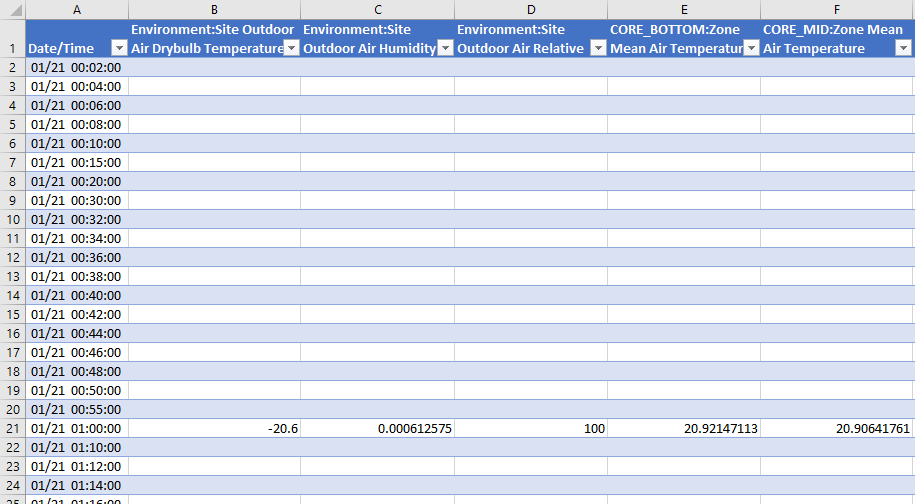 A B C D E F
1 Date/Time Environment:Site Outdoor Air Drybulb Temperature Environment:Site Outdoor Air Humidity Environment:Site Outdoor Air Relative CORE_BOTTOM:Zone Mean Air Temperatur CORE_MID:Zone Mean Air Temperature
2 01/21 00:02:00
3 01/21 00:04:00
4 01/21 00:06:00
5 01/21 00:08:00
6 01/21 00:10:00
7 01/21 00:15:00
8 01/21 00:20:00
9 01/21 00:30:00
10 01/21 00:32:00
11 01/21 00:34:00
12 01/21 00:36:00
13 01/21 00:38:00
14 01/21 00:40:00
15 01/21 00:42:00
16 01/21 00:44:00
17 01/21 00:46:00
18 01/21 00:48:00
19 01/21 00:50:00
20 01/21 00:55:00
21 01/21 01:00:00 -20.6 0.000612575 100 20.92147113 20.90641761
22 01/21 01:10:00
23 01/21 01:12:00
24 01/21 01:14:00
25 01/21 01:16:00